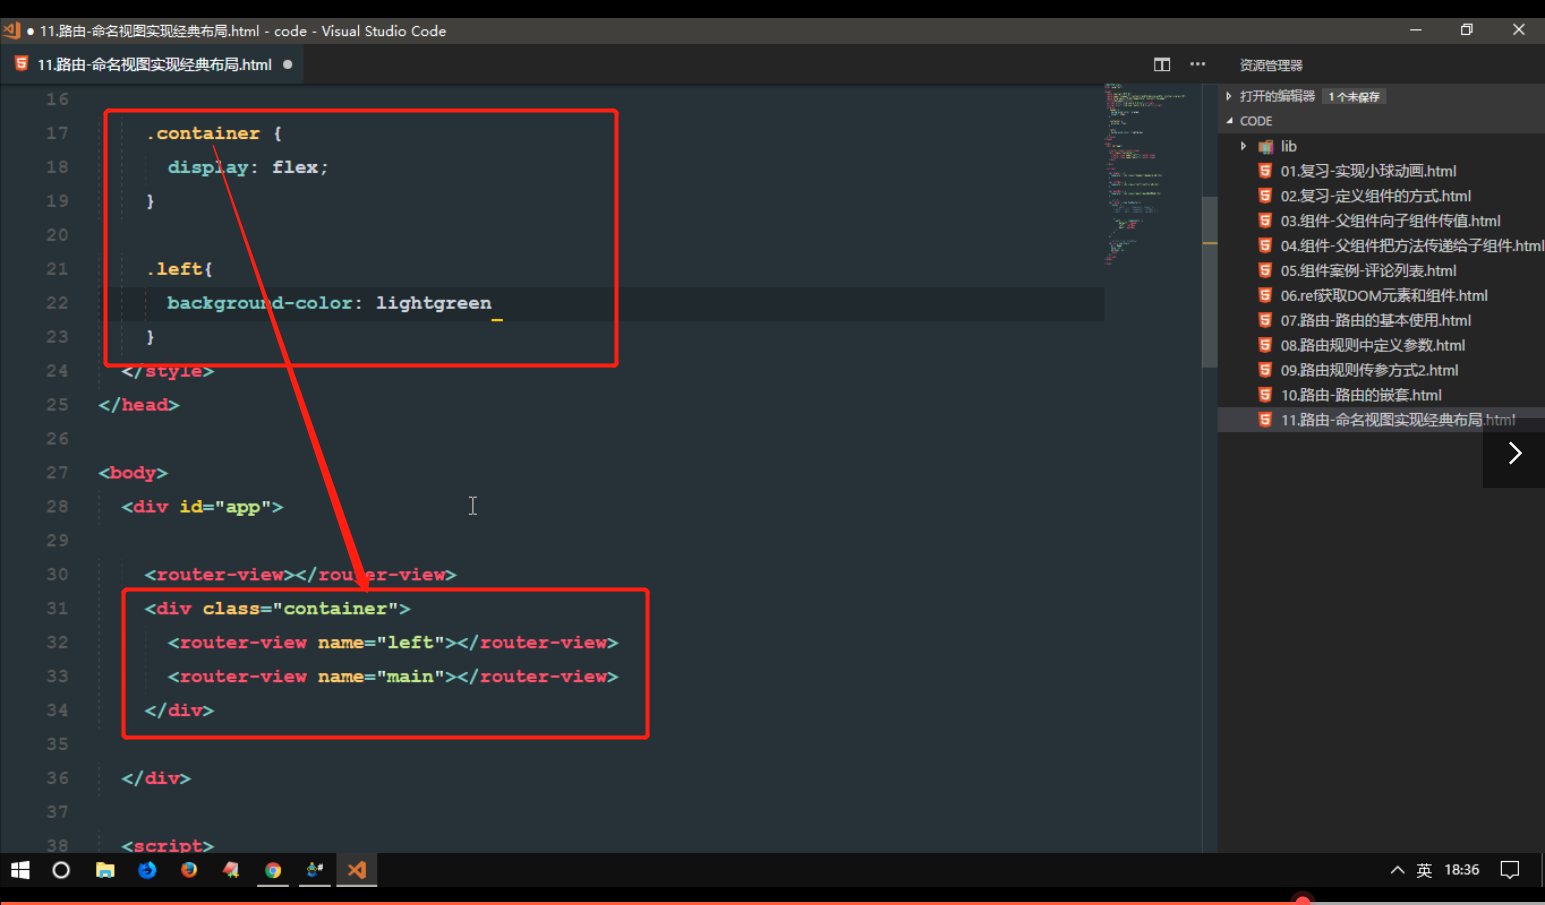 11.路由-命名视图实现经典布局.html - code - Visual Studio Code
11.路由-命名视图实现经典布局.html
资源管理器
打开的编辑器 1 个未保存
CODE
lib
01.复习-实现小球动画.html
02.复习-定义组件的方式.html
03.组件-父组件向子组件传值.html
04.组件-父组件把方法传递给子组件.html
05.组件案例-评论列表.html
06.ref获取DOM元素和组件.html
07.路由-路由的基本使用.html
08.路由规则中定义参数.html
09.路由规则传参方式2.html
10.路由-路由的嵌套.html
11.路由-命名视图实现经典布局.html
16
17 .container {
18 display: flex;
19 }
20
21 .left{
22 background-color: lightgreen
23 }
24 </style>
25 </head>
26
27 <body>
28 <div id="app">
29
30 <router-view></router-view>
31 <div class="container">
32 <router-view name="left"></router-view>
33 <router-view name="main"></router-view>
34 </div>
35
36 </div>
37
38 <script>
英 18:36